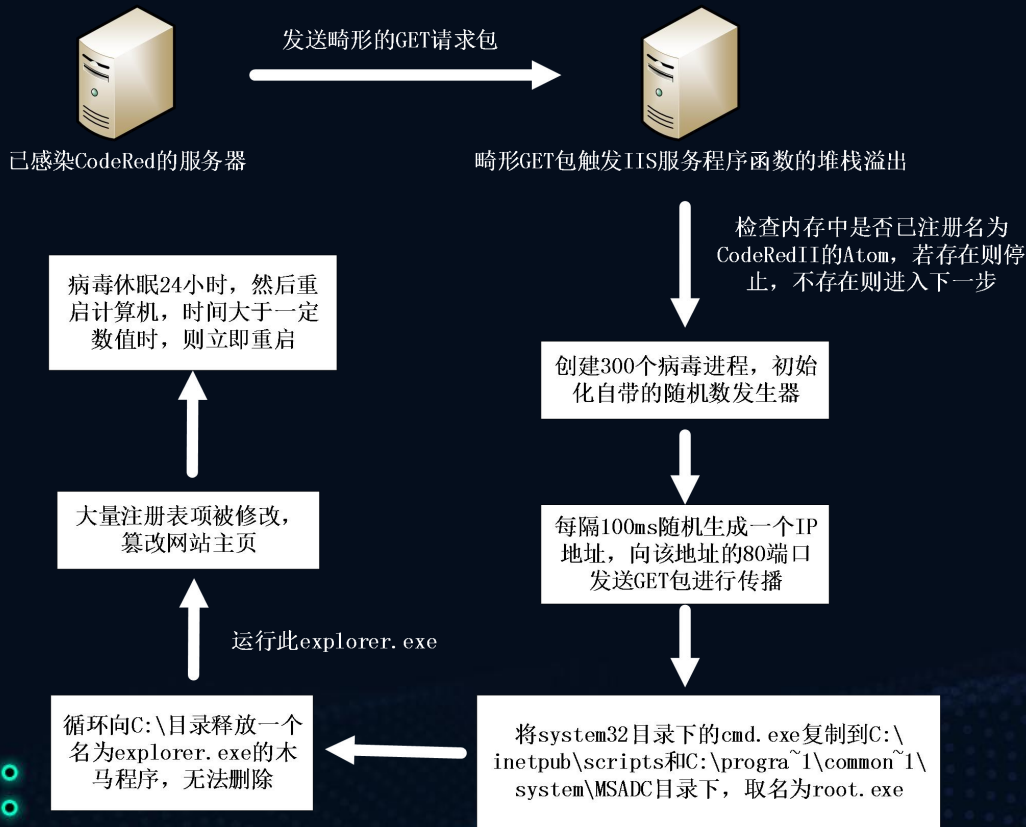 发送畸形的GET请求包
已感染CodeRed的服务器
畸形GET包触发IIS服务程序函数的堆栈溢出
检查内存中是否已注册名为
CodeRedII的Atom，若存在则停
止，不存在则进入下一步
创建300个病毒进程，初始
化自带的随机数发生器
每隔100ms随机生成一个IP
地址，向该地址的80端口
发送GET包进行传播
将system32目录下的cmd.exe复制到C:\
inetpub\scripts和C:\progra~1\common~1\
system\MSADC目录下，取名为root.exe
循环向C:\目录释放一个
名为explorer.exe的木
马程序，无法删除
运行此explorer.exe
大量注册表项被修改，
篡改网站主页
病毒休眠24小时，然后重
启计算机，时间大于一定
数值时，则立即重启